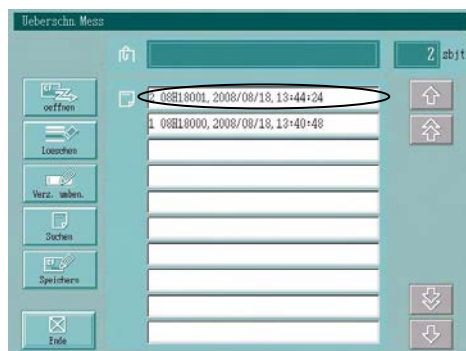 Ueberschn. Mess
2 sbjt
oeffnen
2 08H18001, 2008/08/18, 13:44:24
1 08H18000, 2008/08/18, 13:40:48
Loeschen
Verz. umben.
Suchen
Speichern
Ende